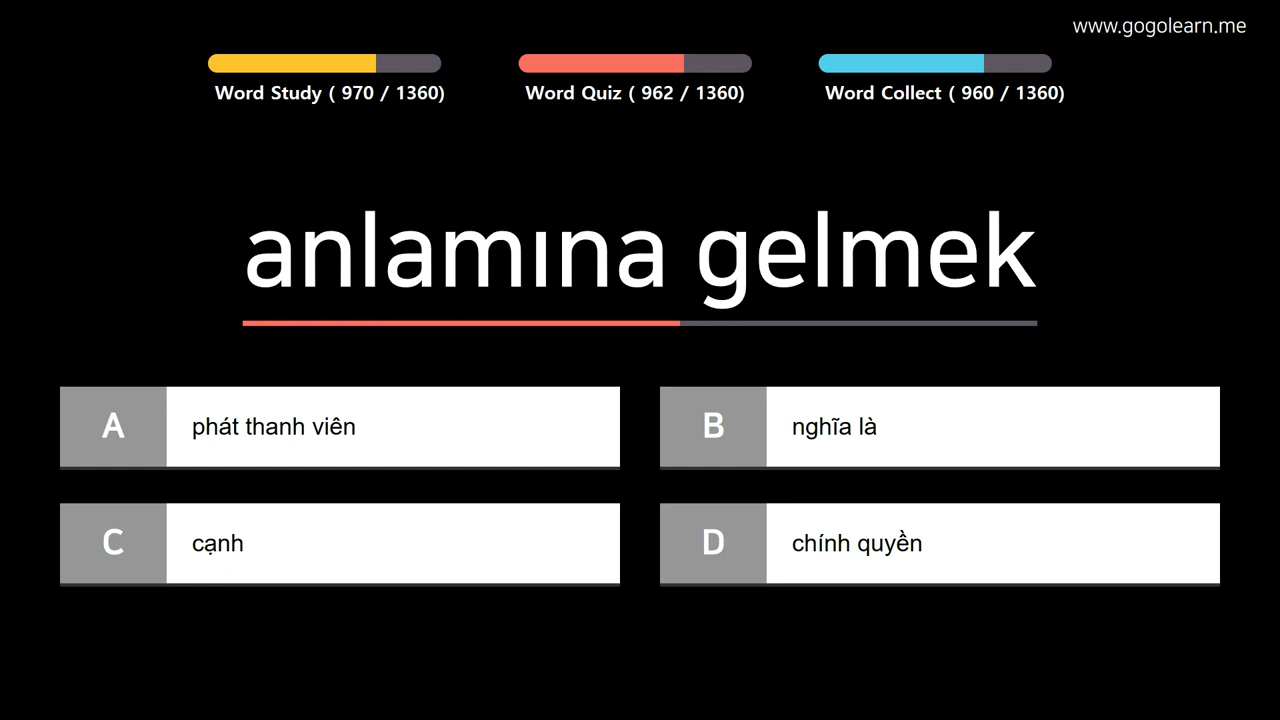 www.gogolearn.me
Word Study ( 970 / 1360)
Word Quiz ( 962 / 1360)
Word Collect ( 960 / 1360)
anlamına gelmek
A
phát thanh viên
B
nghĩa là
C
cạnh
D
chính quyền